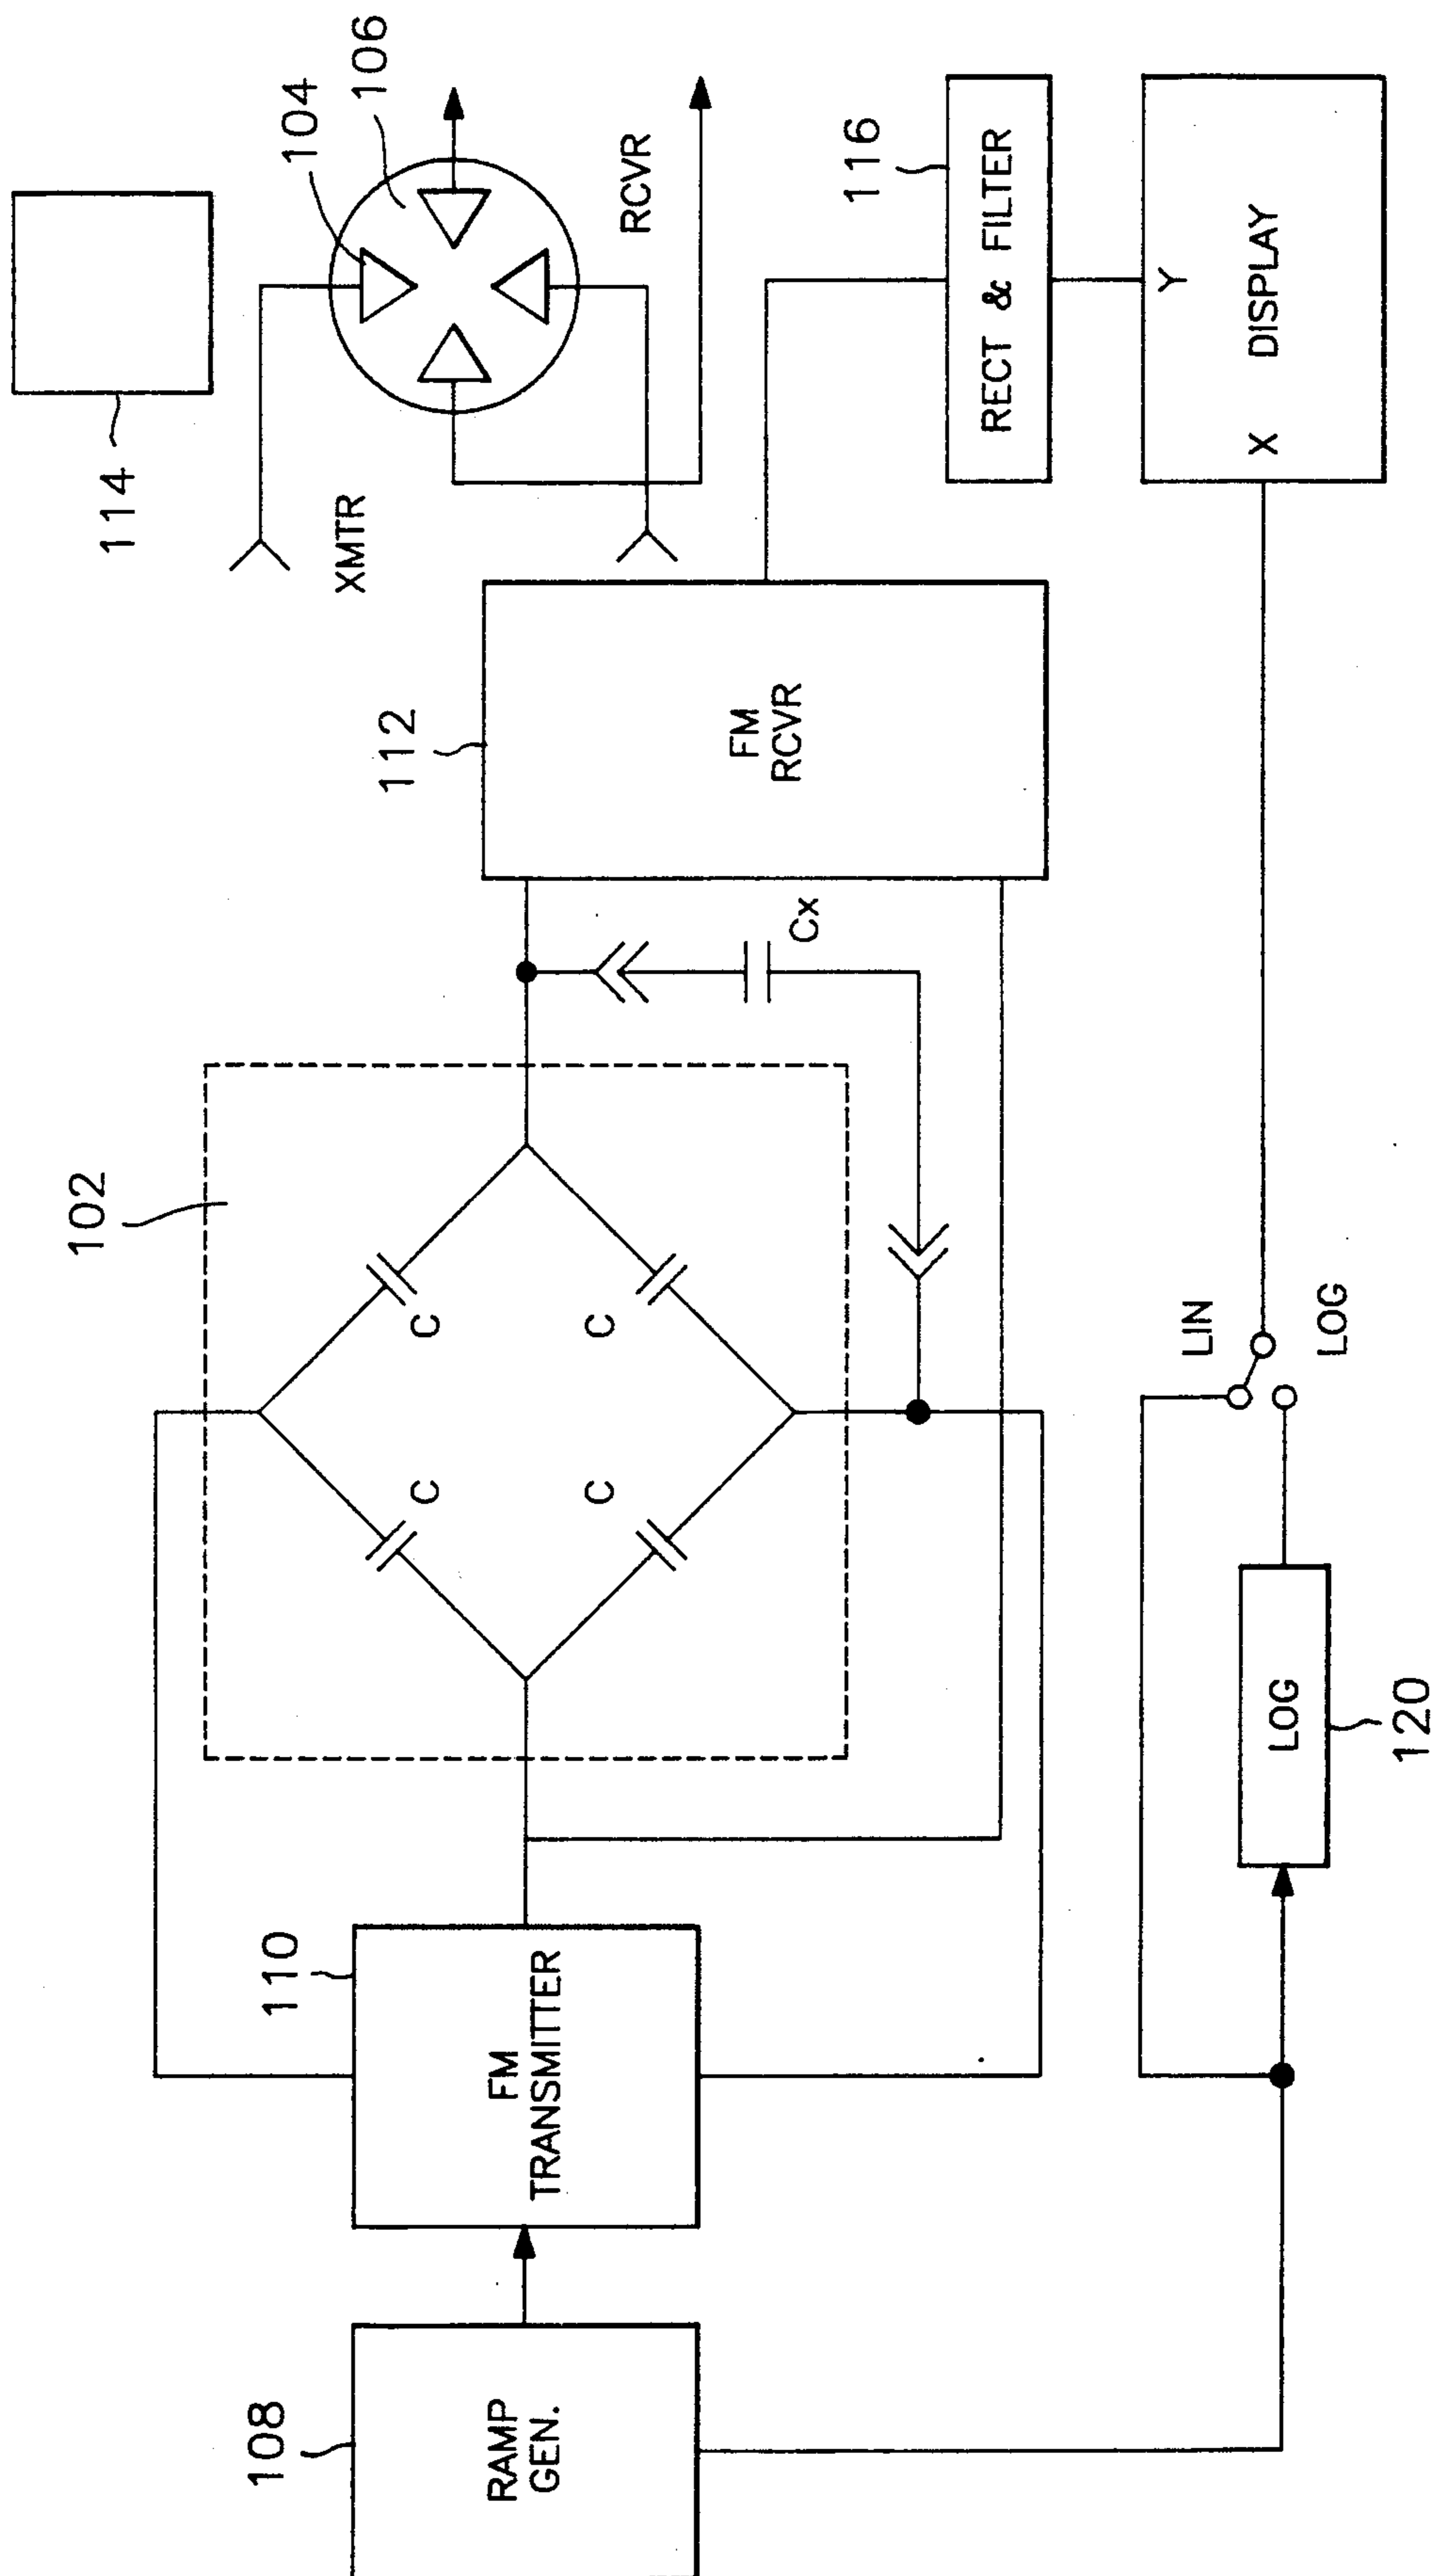 108
RAMP
GEN.
110
FM
TRANSMITTER
102
C
C
C
C
Cx
112
FM
RCVR
114
XMTR
104
106
RCVR
116
RECT & FILTER
Y
X
DISPLAY
LIN
LOG
LOG
120